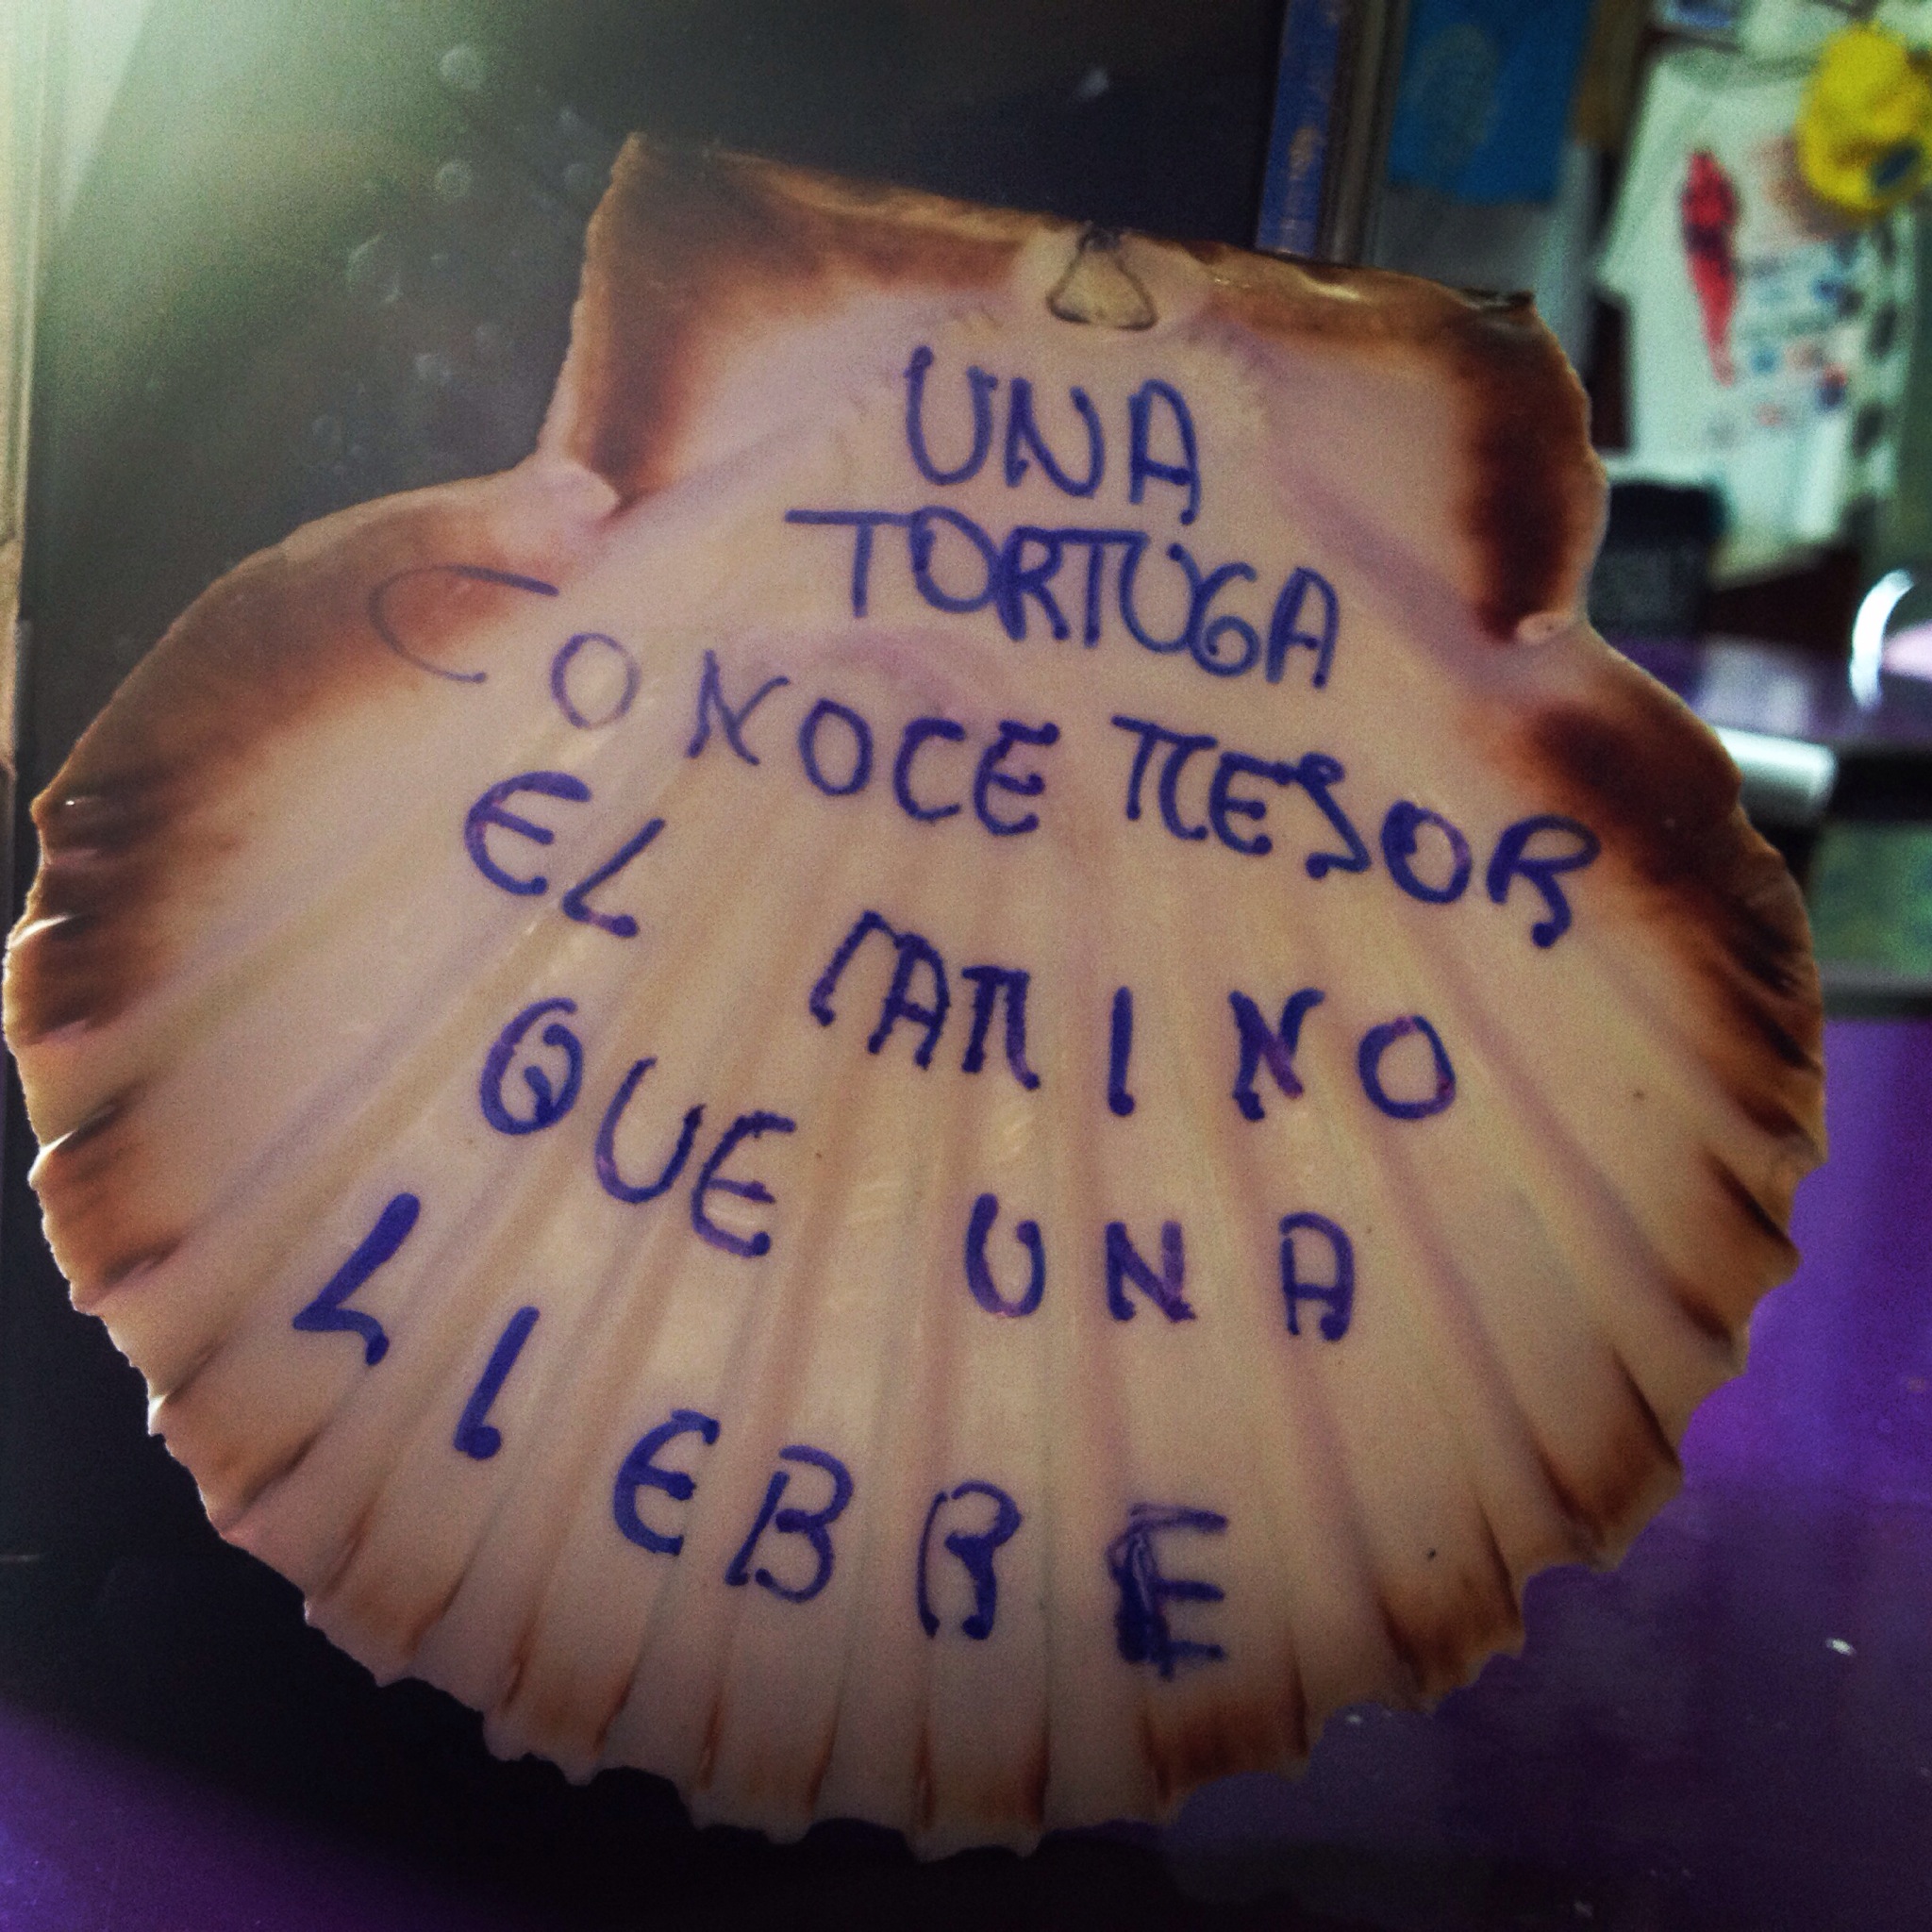 UNA
TORTUGA
CONOCE MEJOR
EL CAMINO
QUE UNA
LIEBRE